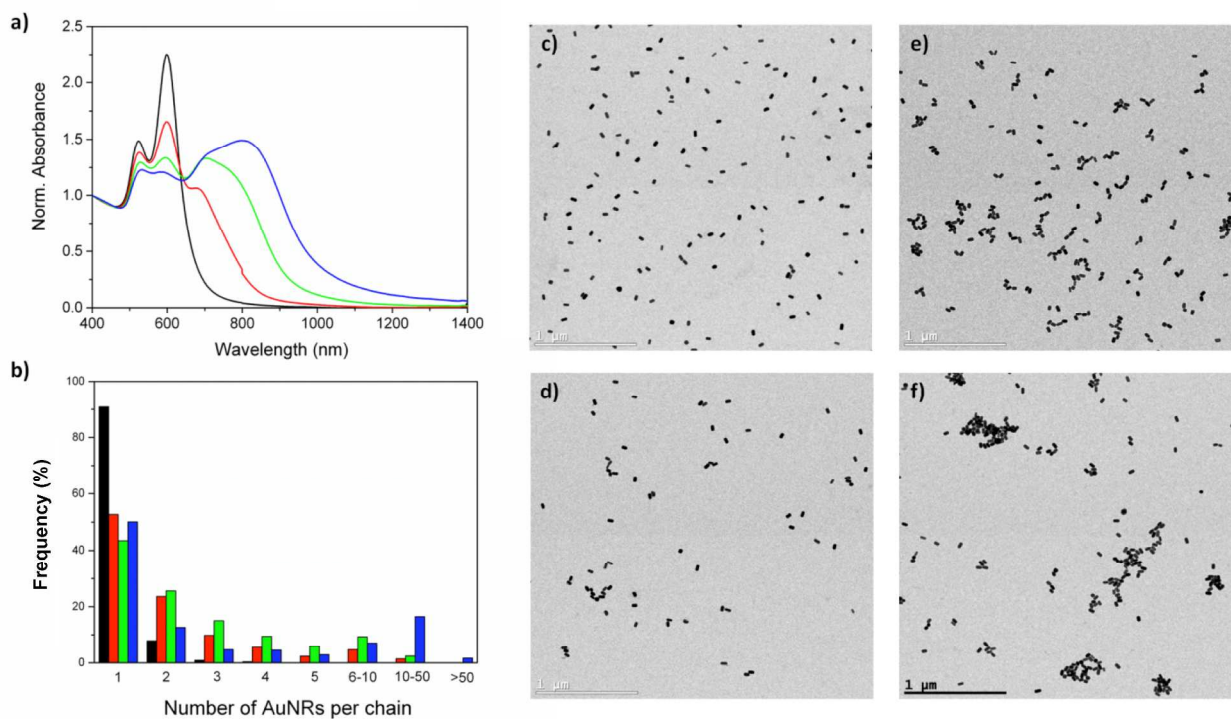 a)
2.5
2.0
1.5
1.0
0.5
0.0
Norm. Absorbance
400 600 800 1000 1200 1400
Wavelength (nm)
b)
100
80
60
40
20
0
Frequency (%)
1 2 3 4 5 6-10 10-50 >50
Number of AuNRs per chain
c)
1 μm
d)
1 μm
e)
1 μm
f)
1 μm